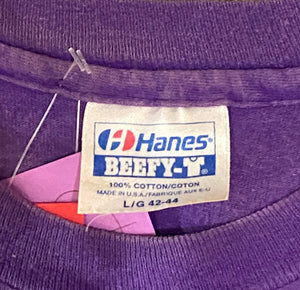 Hanes®
BEEFY-T®
100% COTTON/COTON
MADE IN U.S.A./FABRIQUE AUX E-U
L/G 42-44